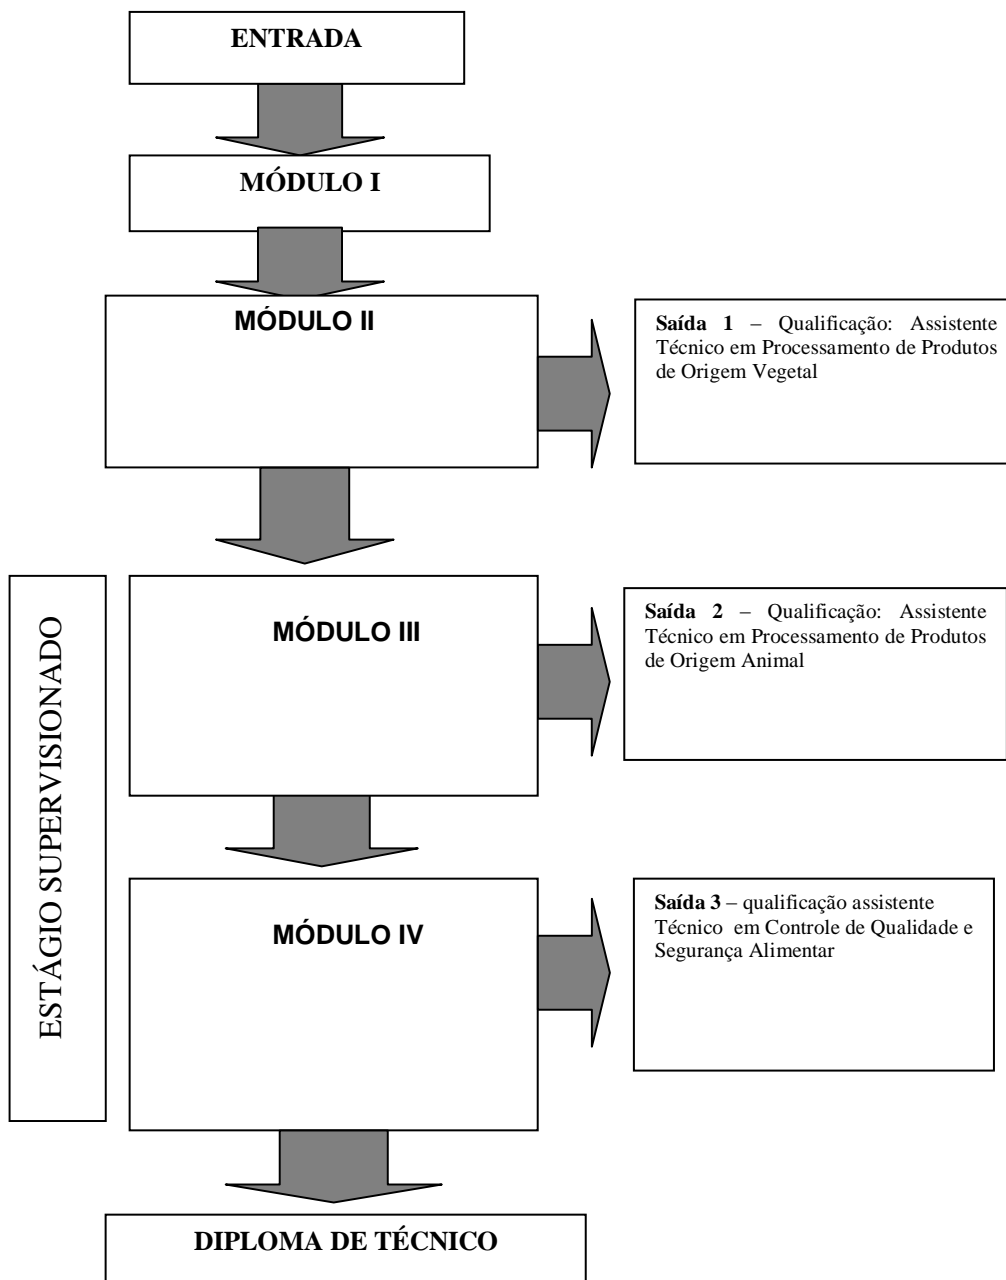 ENTRADA
MÓDULO I
MÓDULO II
Saída 1 – Qualificação: Assistente
Técnico em Processamento de Produtos
de Origem Vegetal
ESTÁGIO SUPERVISIONADO
MÓDULO III
Saída 2 – Qualificação: Assistente
Técnico em Processamento de Produtos
de Origem Animal
MÓDULO IV
Saída 3 – qualificação assistente
Técnico em Controle de Qualidade e
Segurança Alimentar
DIPLOMA DE TÉCNICO